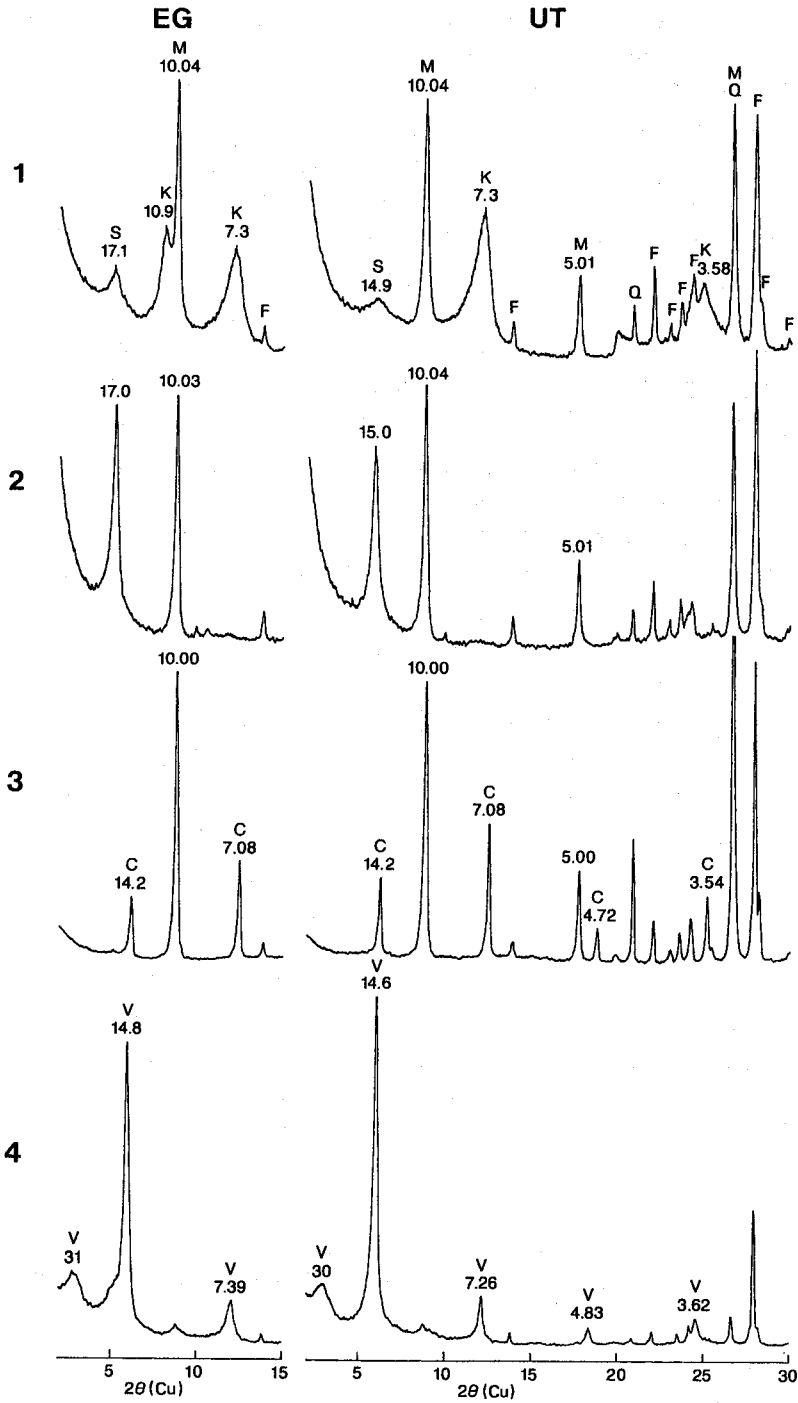 EG
UT
1
M
10.04
K
10.9
S
17.1
K
7.3
F
M
10.04
K
7.3
S
14.9
F
M
5.01
Q
F
F
F
F
K
3.58
M
Q
F
F
F
2
17.0
10.03
15.0
10.04
5.01
3
10.00
C
14.2
C
7.08
10.00
C
14.2
C
7.08
5.00
C
4.72
C
3.54
4
V
14.8
V
31
V
7.39
V
14.6
V
30
V
7.26
V
4.83
V
3.62
5 10 15
2θ (Cu)
5 10 15 20 25 30
2θ (Cu)